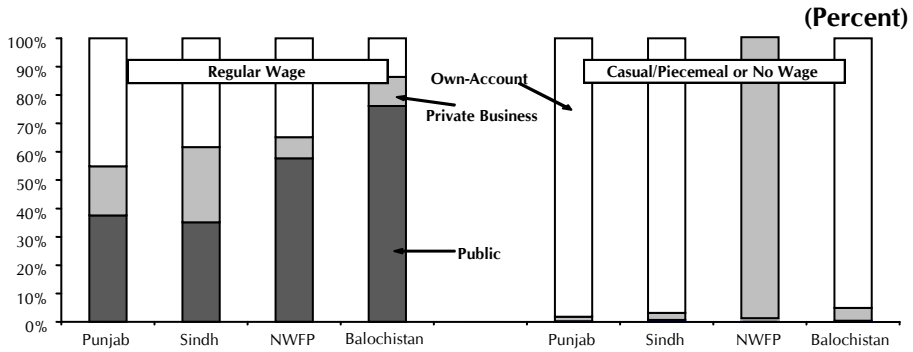 (Percent)
100%
90%
80%
70%
60%
50%
40%
30%
20%
10%
0%
Regular Wage
Own-Account
Private Business
Public
Casual/Piecemeal or No Wage
Punjab Sindh NWFP Balochistan Punjab Sindh NWFP Balochistan